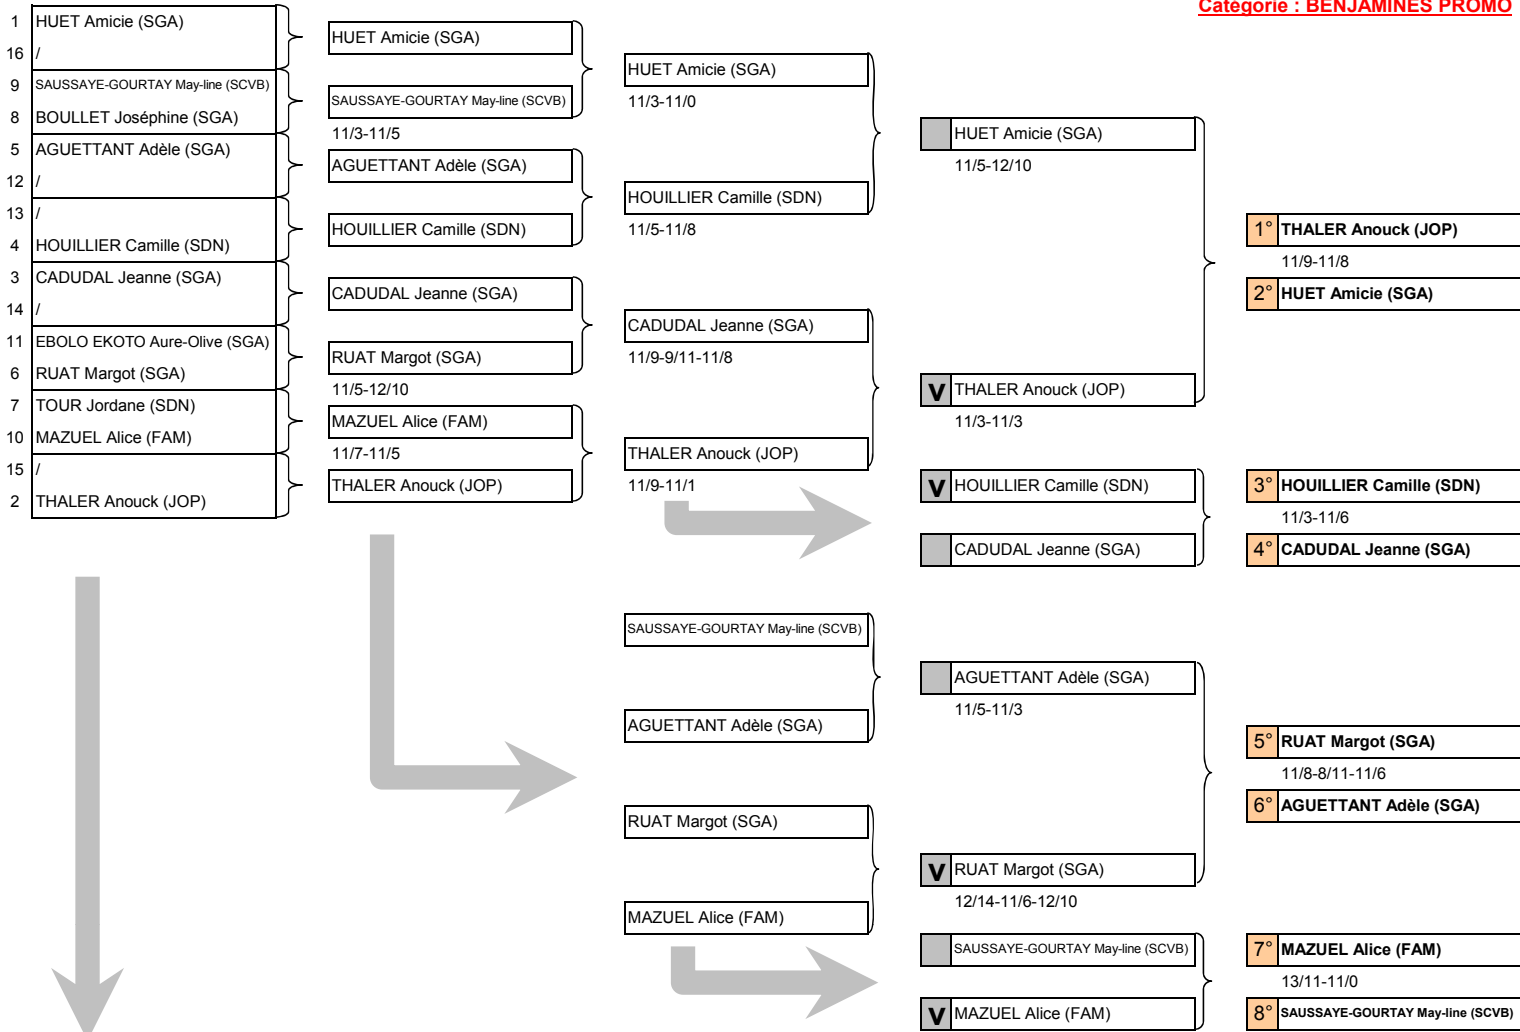 Catégorie : BENJAMINES PROMO
1 HUET Amicie (SGA)
16 /
9 SAUSSAYE-GOURTAY May-line (SCVB)
8 BOULLET Joséphine (SGA)
5 AGUETTANT Adèle (SGA)
12 /
13 /
4 HOUILLIER Camille (SDN)
3 CADUDAL Jeanne (SGA)
14 /
11 EBOLO EKOTO Aure-Olive (SGA)
6 RUAT Margot (SGA)
7 TOUR Jordane (SDN)
10 MAZUEL Alice (FAM)
15 /
2 THALER Anouck (JOP)
HUET Amicie (SGA)
SAUSSAYE-GOURTAY May-line (SCVB)
11/3-11/5
AGUETTANT Adèle (SGA)
HOUILLIER Camille (SDN)
CADUDAL Jeanne (SGA)
RUAT Margot (SGA)
11/5-12/10
MAZUEL Alice (FAM)
11/7-11/5
THALER Anouck (JOP)
HUET Amicie (SGA)
11/3-11/0
HOUILLIER Camille (SDN)
11/5-11/8
CADUDAL Jeanne (SGA)
11/9-9/11-11/8
THALER Anouck (JOP)
11/9-11/1
SAUSSAYE-GOURTAY May-line (SCVB)
AGUETTANT Adèle (SGA)
RUAT Margot (SGA)
MAZUEL Alice (FAM)
HUET Amicie (SGA)
11/5-12/10
V THALER Anouck (JOP)
11/3-11/3
V HOUILLIER Camille (SDN)
CADUDAL Jeanne (SGA)
AGUETTANT Adèle (SGA)
11/5-11/3
V RUAT Margot (SGA)
12/14-11/6-12/10
SAUSSAYE-GOURTAY May-line (SCVB)
V MAZUEL Alice (FAM)
1° THALER Anouck (JOP)
11/9-11/8
2° HUET Amicie (SGA)
3° HOUILLIER Camille (SDN)
11/3-11/6
4° CADUDAL Jeanne (SGA)
5° RUAT Margot (SGA)
11/8-8/11-11/6
6° AGUETTANT Adèle (SGA)
7° MAZUEL Alice (FAM)
13/11-11/0
8° SAUSSAYE-GOURTAY May-line (SCVB)